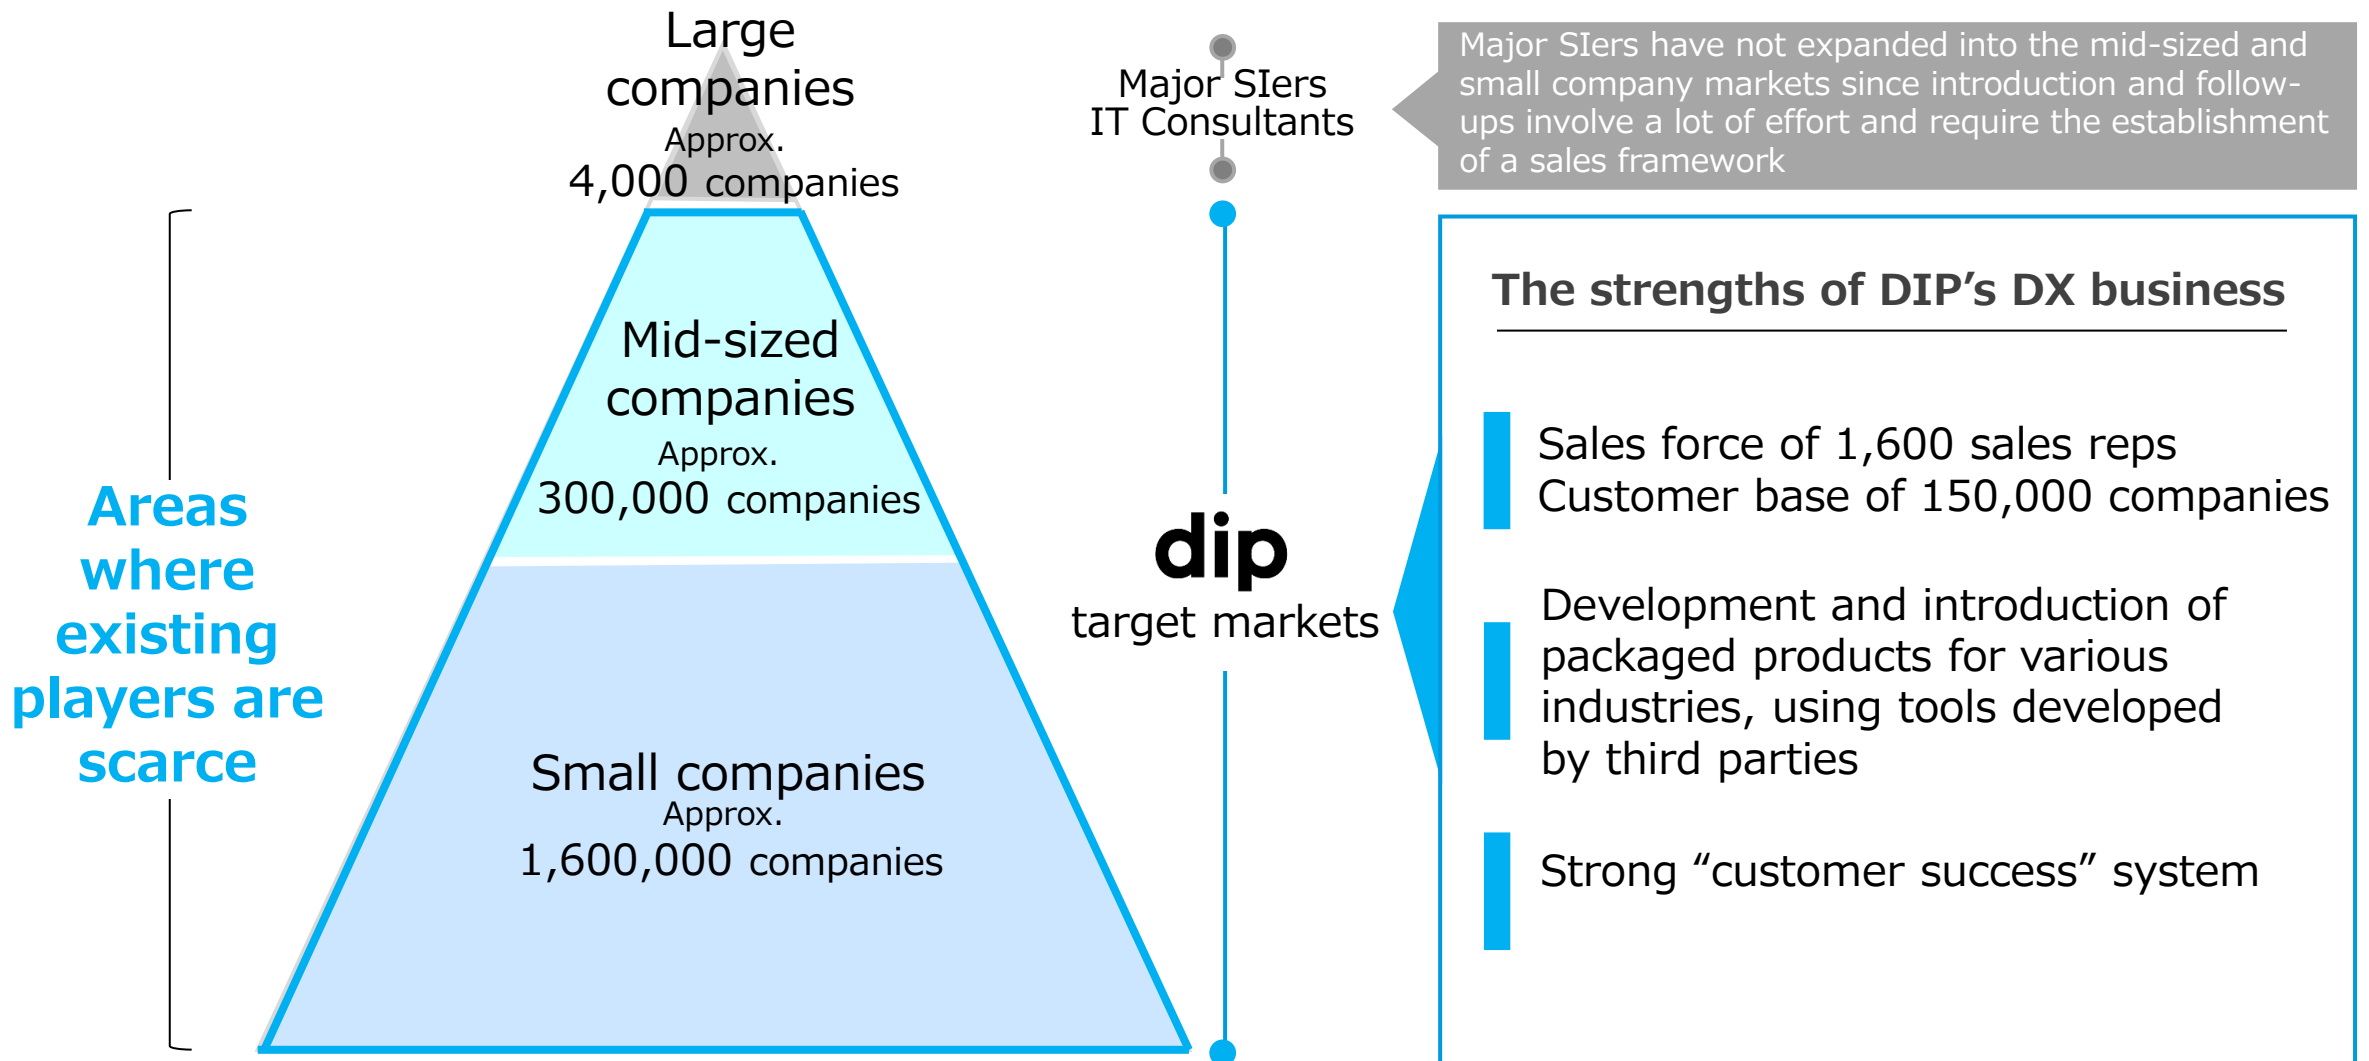 Large
companies
Approx.
4,000 companies
Major SIers
IT Consultants
Major SIers have not expanded into the mid-sized and
small company markets since introduction and follow-
ups involve a lot of effort and require the establishment
of a sales framework
Areas
where
existing
players are
scarce
Mid-sized
companies
Approx.
300,000 companies
Small companies
Approx.
1,600,000 companies
dip
target markets
The strengths of DIP’s DX business
Sales force of 1,600 sales reps
Customer base of 150,000 companies
Development and introduction of
packaged products for various
industries, using tools developed
by third parties
Strong “customer success” system